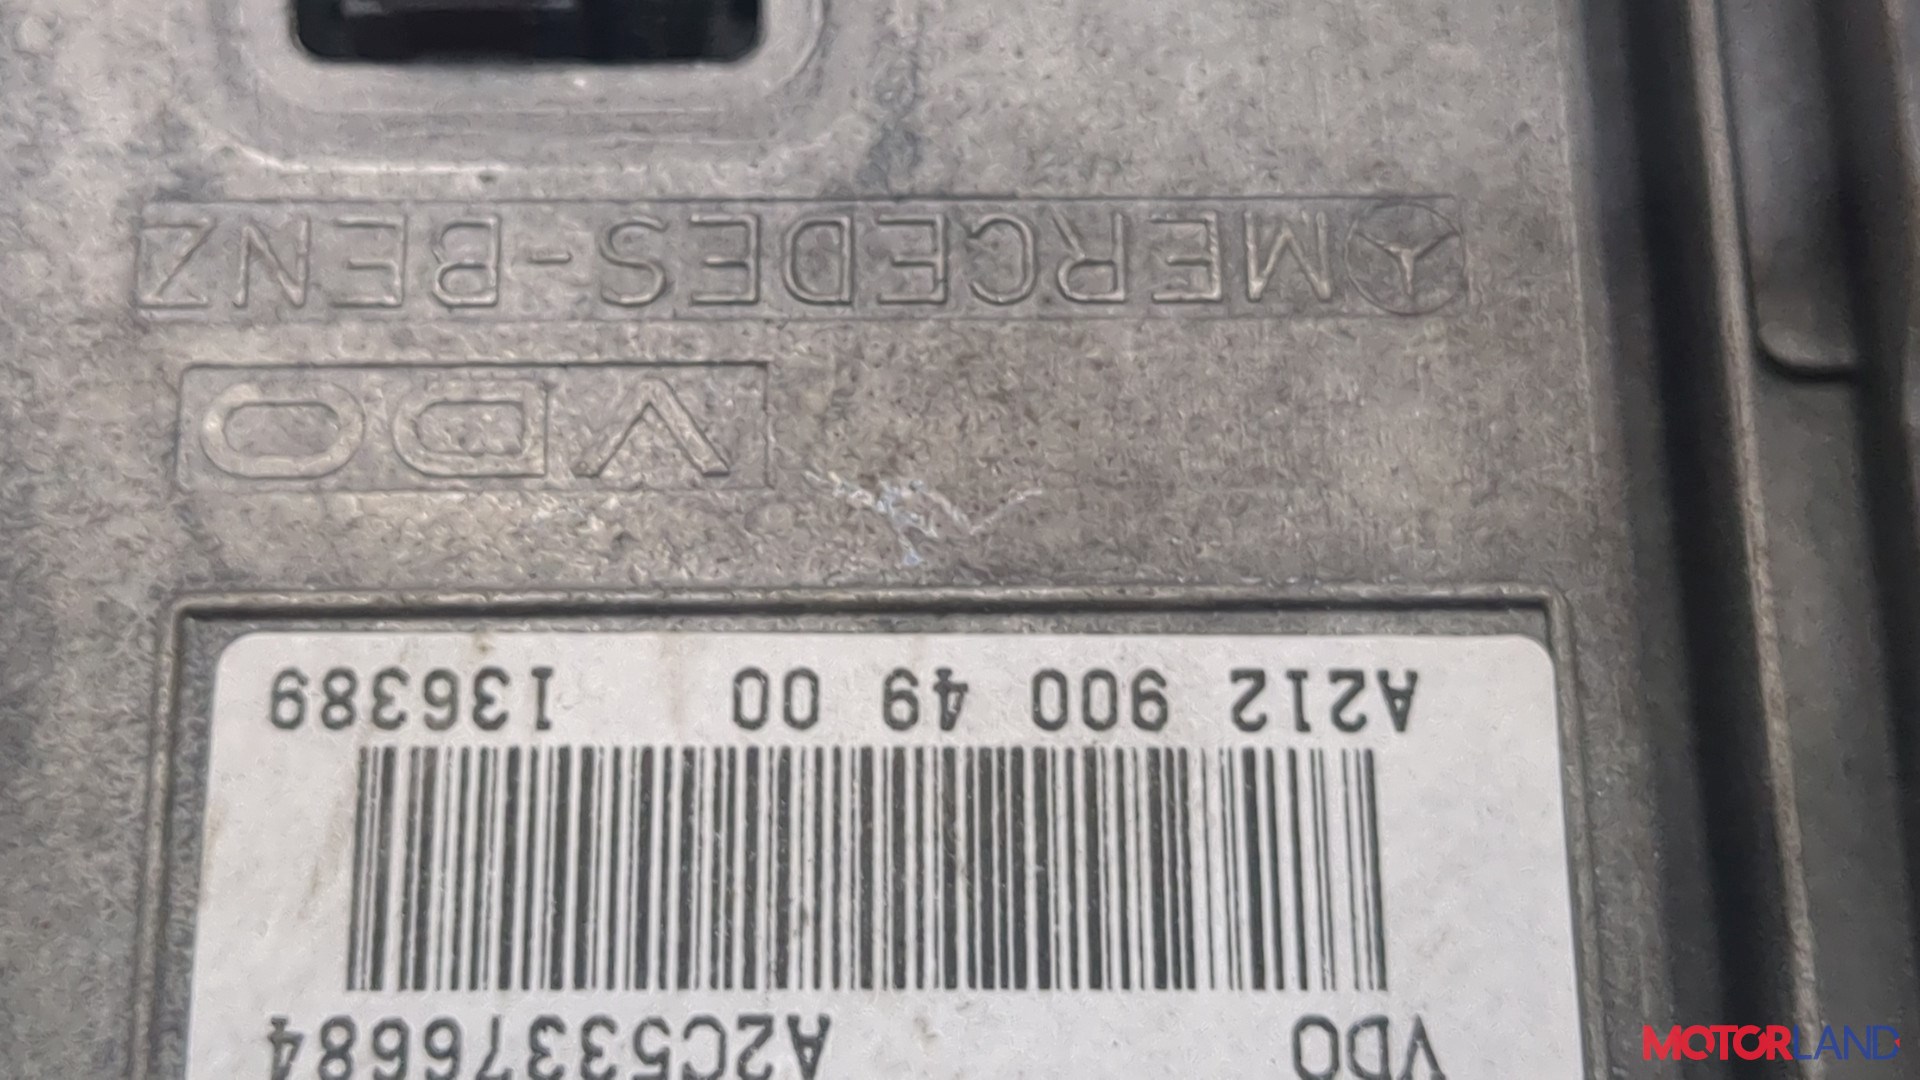 VDO A2C53376684
A212 900 49 00 136389
VDO
MERCEDES-BENZ
MOTORLAND